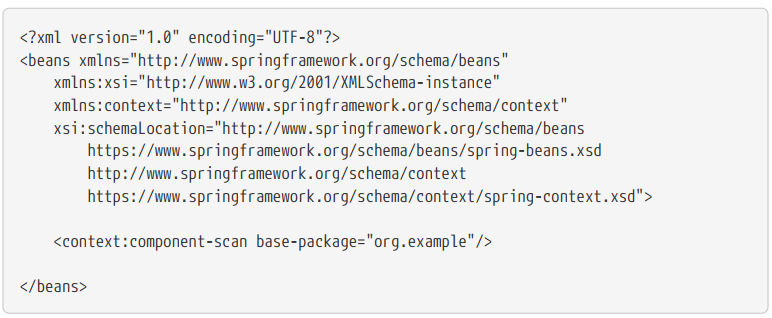 <?xml version="1.0" encoding="UTF-8"?>
<beans xmlns="http://www.springframework.org/schema/beans"
    xmlns:xsi="http://www.w3.org/2001/XMLSchema-instance"
    xmlns:context="http://www.springframework.org/schema/context"
    xsi:schemaLocation="http://www.springframework.org/schema/beans
        https://www.springframework.org/schema/beans/spring-beans.xsd
        http://www.springframework.org/schema/context
        https://www.springframework.org/schema/context/spring-context.xsd">
    <context:component-scan base-package="org.example"/>
</beans>